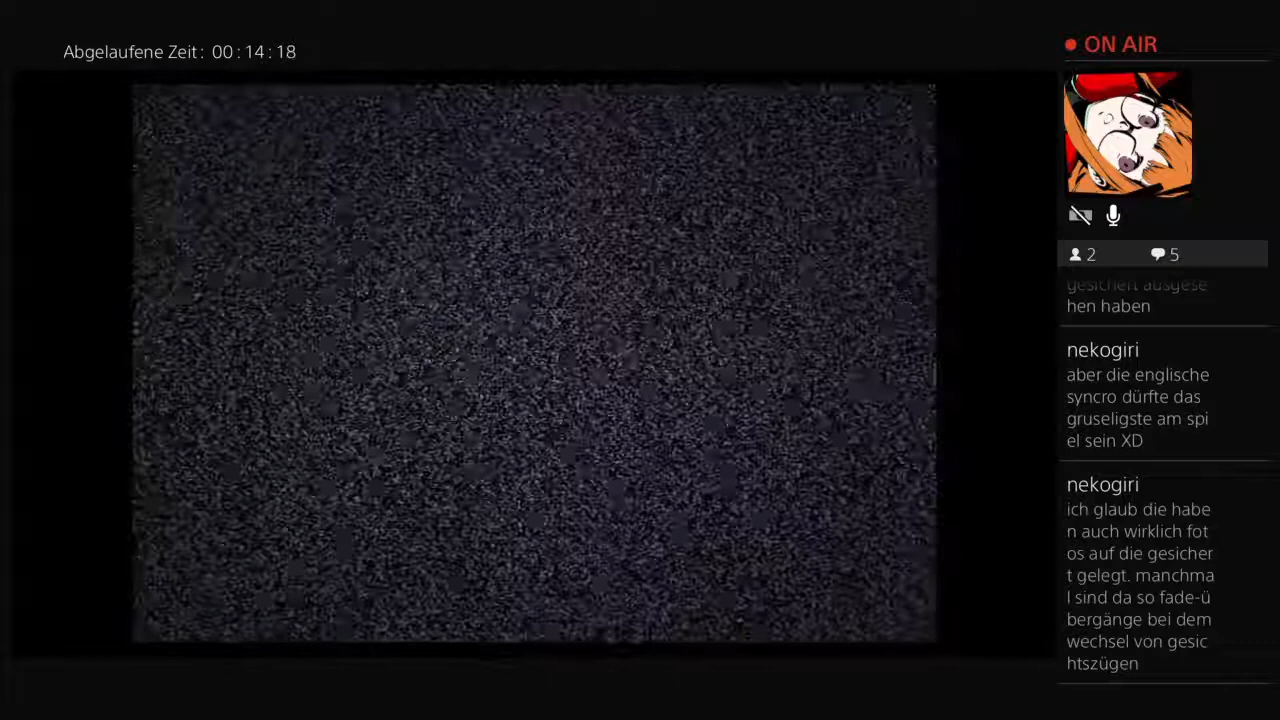 Abgelaufene Zeit: 00:14:18
ON AIR
2 5
gesichert ausgese
hen haben
nekogiri
aber die englische
syncro dürfte das
gruseligste am spi
el sein XD
nekogiri
ich glaub die habe
n auch wirklich fot
os auf die gesicher
t gelegt. manchma
l sind da so fade-ü
bergänge bei dem
wechsel von gesic
htszügen